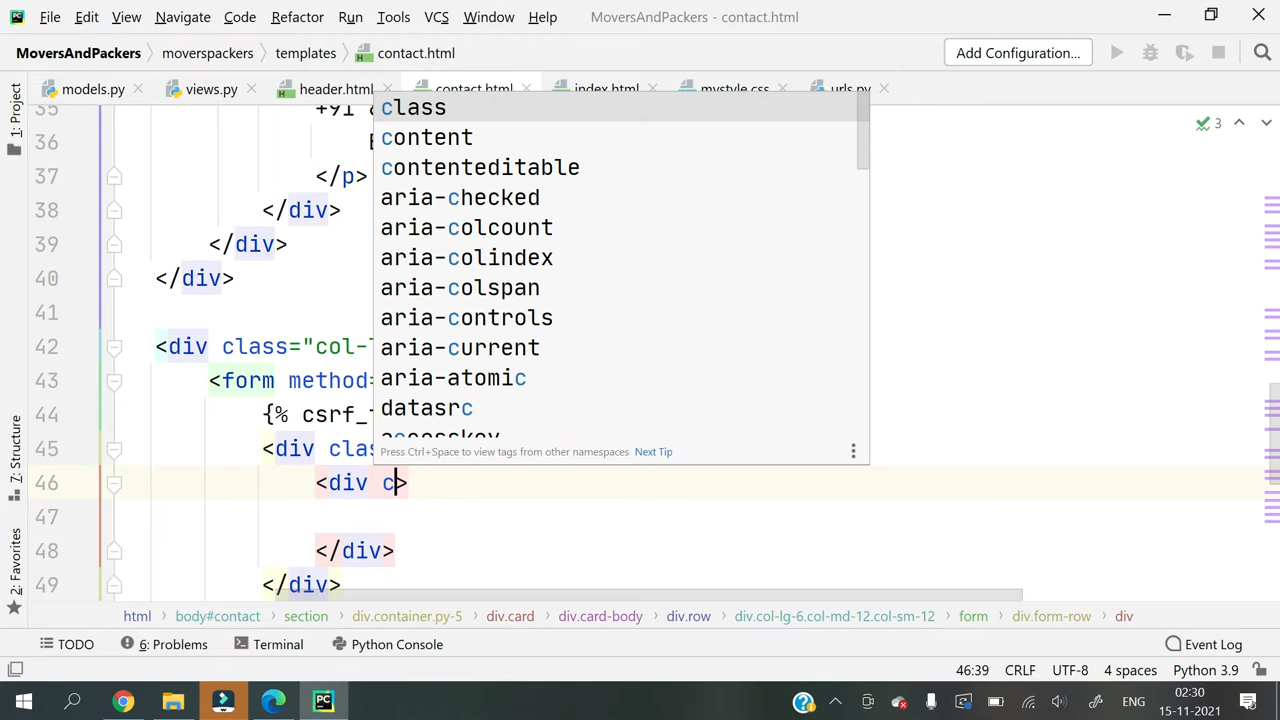 File Edit View Navigate Code Refactor Run Tools VCS Window Help MoversAndPackers - contact.html
MoversAndPackers moverspackers templates contact.html Add Configuration...
models.py views.py header.html contact.html index.html mystyle.css urls.py
1: Project
7: Structure
2: Favorites
35 +91
36
37 </p>
38 </div>
39 </div>
40 </div>
41
42 <div class="col-
43 <form method=
44 {% csrf_
45 <div clas
46 <div c>
47
48 </div>
49 </div>
class
content
contenteditable
aria-checked
aria-colcount
aria-colindex
aria-colspan
aria-controls
aria-current
aria-atomic
datasrc
accesskey
Press Ctrl+Space to view tags from other namespaces Next Tip
3
html body#contact section div.container.py-5 div.card div.card-body div.row div.col-lg-6.col-md-12.col-sm-12 form div.form-row div
TODO 6: Problems Terminal Python Console Event Log
46:39 CRLF UTF-8 4 spaces Python 3.9
ENG 02:30
15-11-2021